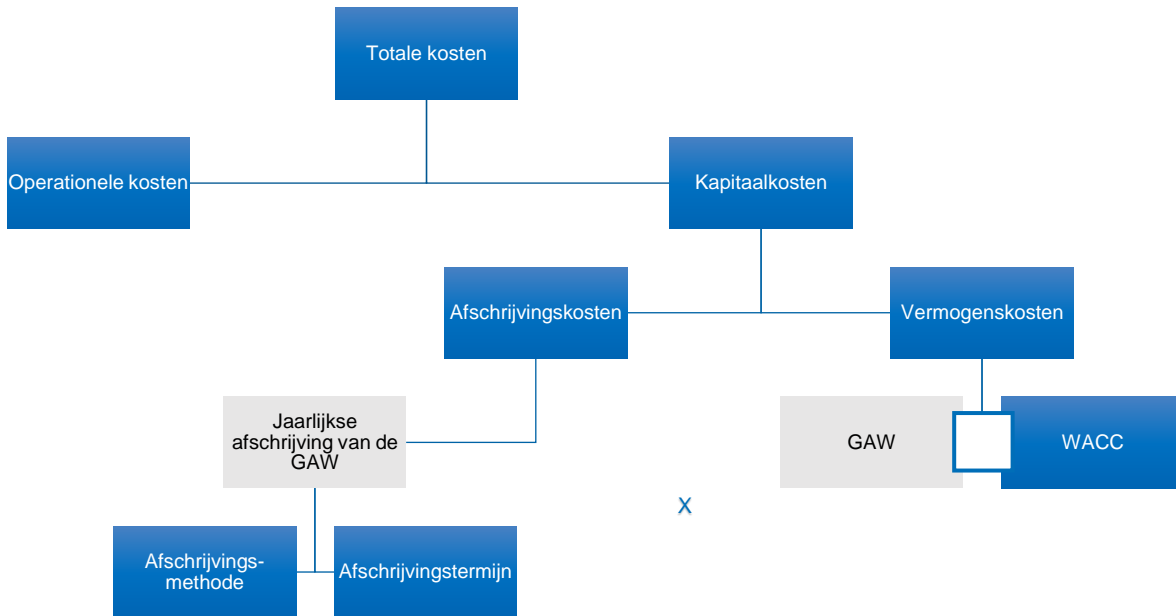 Totale kosten
Operationele kosten
Kapitaalkosten
Afschrijvingskosten
Vermogenskosten
Jaarlijkse
afschrijving van de
GAW
GAW
WACC
X
Afschrijvings-
methode
Afschrijvingstermijn